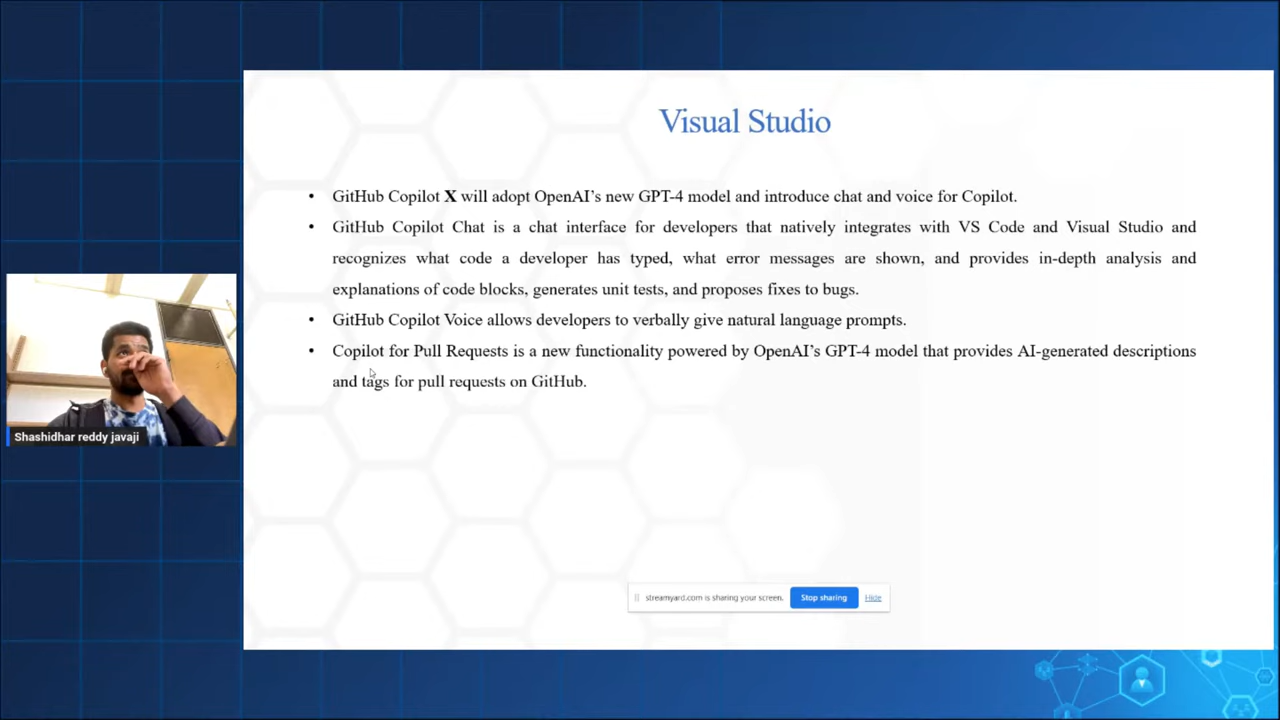 Visual Studio
• GitHub Copilot X will adopt OpenAI's new GPT-4 model and introduce chat and voice for Copilot.
• GitHub Copilot Chat is a chat interface for developers that natively integrates with VS Code and Visual Studio and
recognizes what code a developer has typed, what error messages are shown, and provides in-depth analysis and
explanations of code blocks, generates unit tests, and proposes fixes to bugs.
• GitHub Copilot Voice allows developers to verbally give natural language prompts.
• Copilot for Pull Requests is a new functionality powered by OpenAI's GPT-4 model that provides AI-generated descriptions
and tags for pull requests on GitHub.
Shashidhar reddy javaji
streamyard.com is sharing your screen. Stop sharing Hide